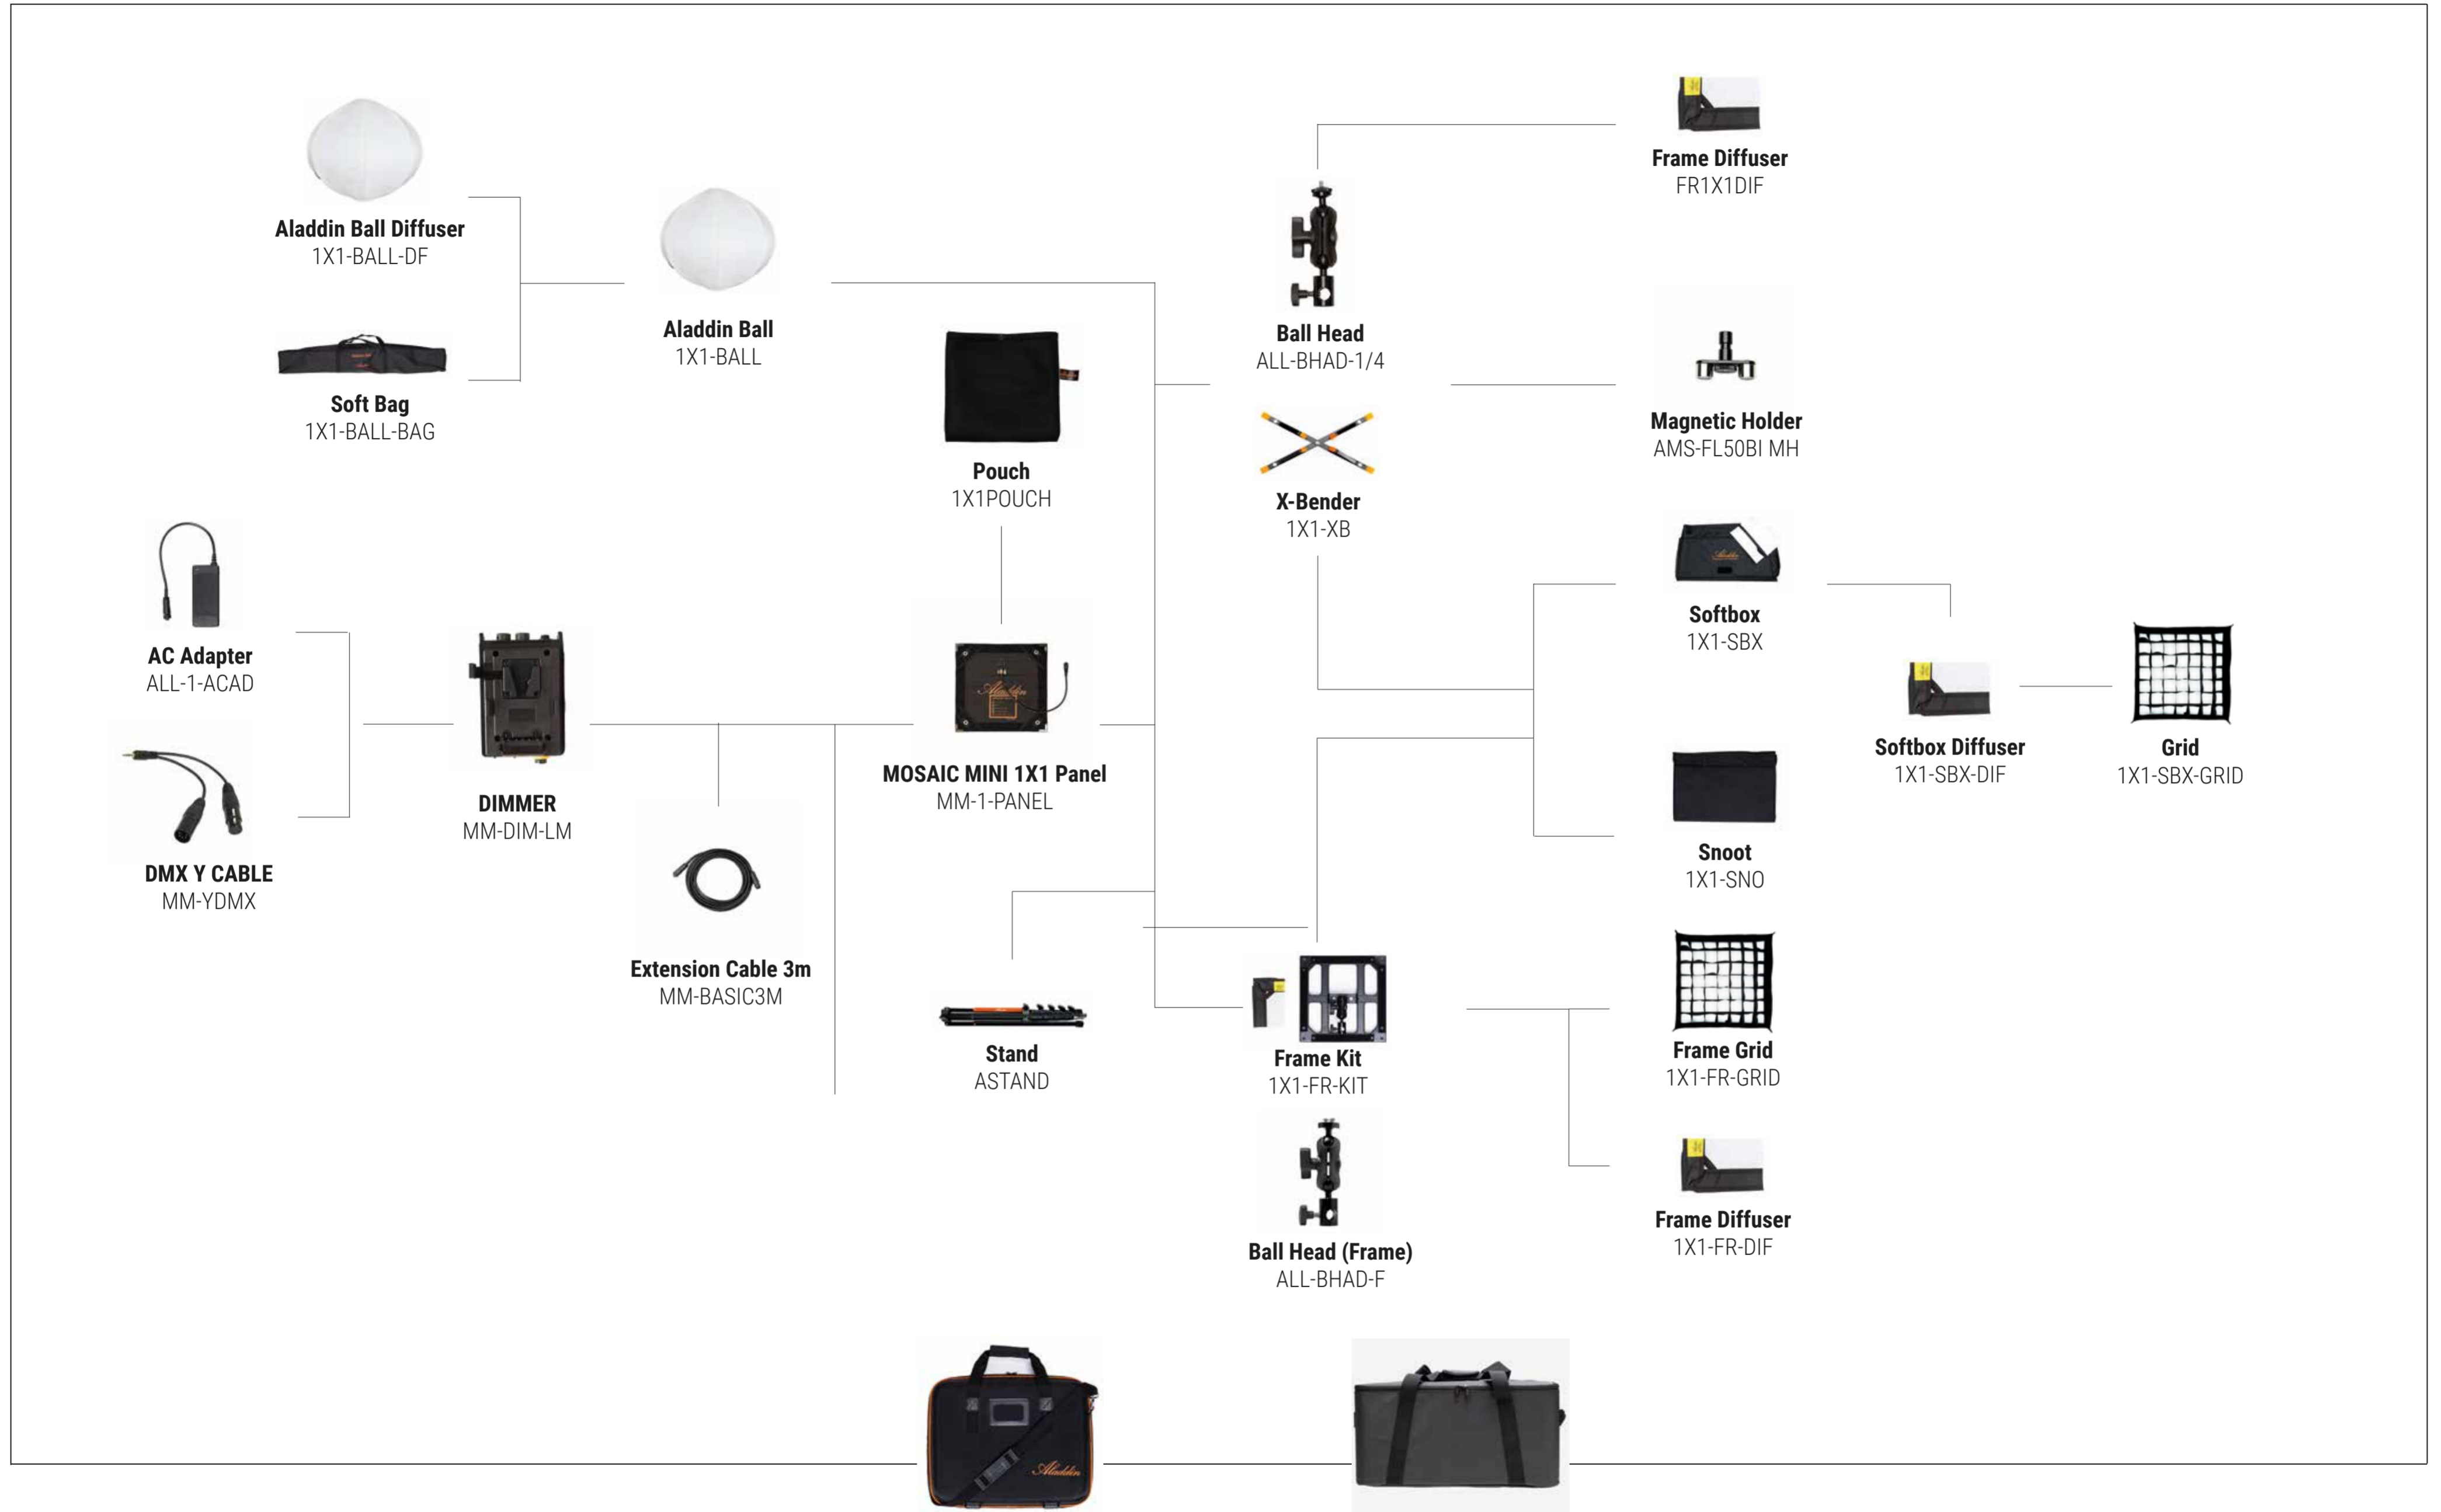 Frame Diffuser
FR1X1DIF
Aladdin Ball Diffuser
1X1-BALL-DF
Aladdin Ball
1X1-BALL
Ball Head
ALL-BHAD-1/4
Soft Bag
1X1-BALL-BAG
Magnetic Holder
AMS-FL50BI MH
Pouch
1X1POUCH
X-Bender
1X1-XB
Aladdin
Softbox
1X1-SBX
AC Adapter
ALL-1-ACAD
Aladdin
Softbox Diffuser
1X1-SBX-DIF
Grid
1X1-SBX-GRID
MOSAIC MINI 1X1 Panel
MM-1-PANEL
DIMMER
MM-DIM-LM
DMX Y CABLE
MM-YDMX
Snoot
1X1-SNO
Extension Cable 3m
MM-BASIC3M
Stand
ASTAND
Frame Kit
1X1-FR-KIT
Frame Grid
1X1-FR-GRID
Ball Head (Frame)
ALL-BHAD-F
Frame Diffuser
1X1-FR-DIF
Aladdin